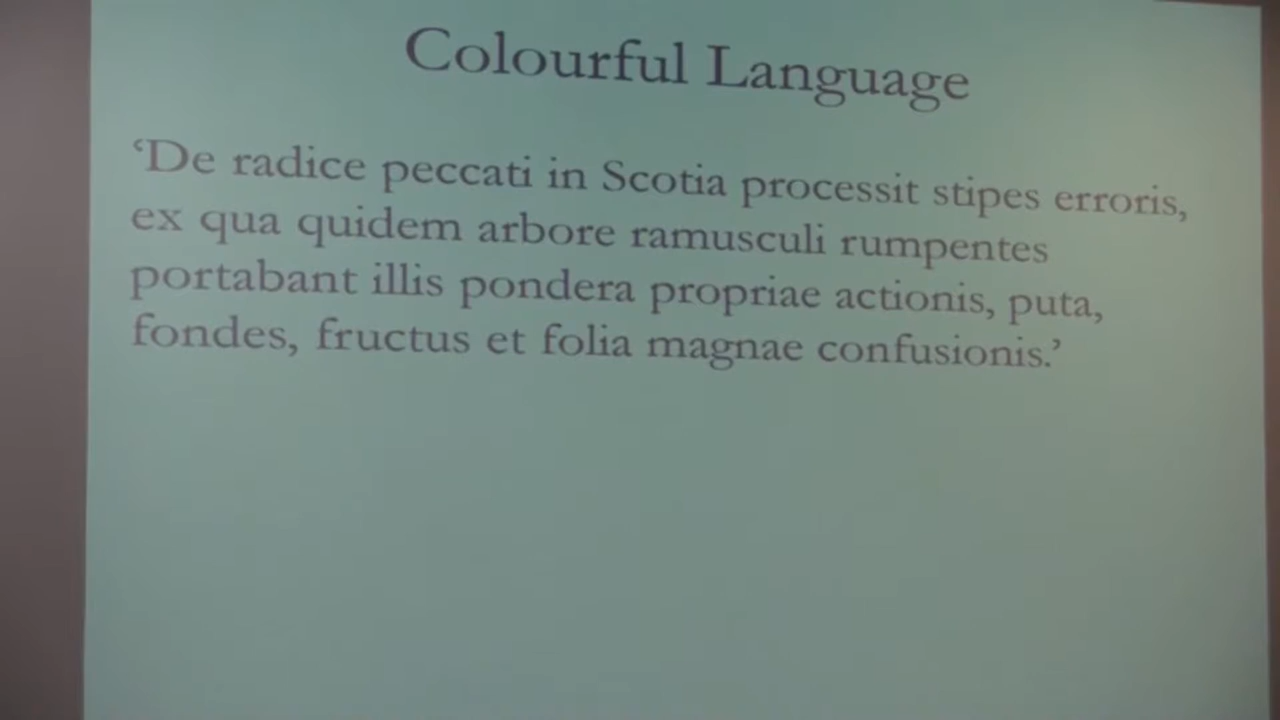 Colourful Language
‘De radice peccati in Scotia processit stipes erroris,
ex qua quidem arbore ramusculi rumpentes
portabant illis pondera propriae actionis, puta,
fondes, fructus et folia magnae confusionis.’